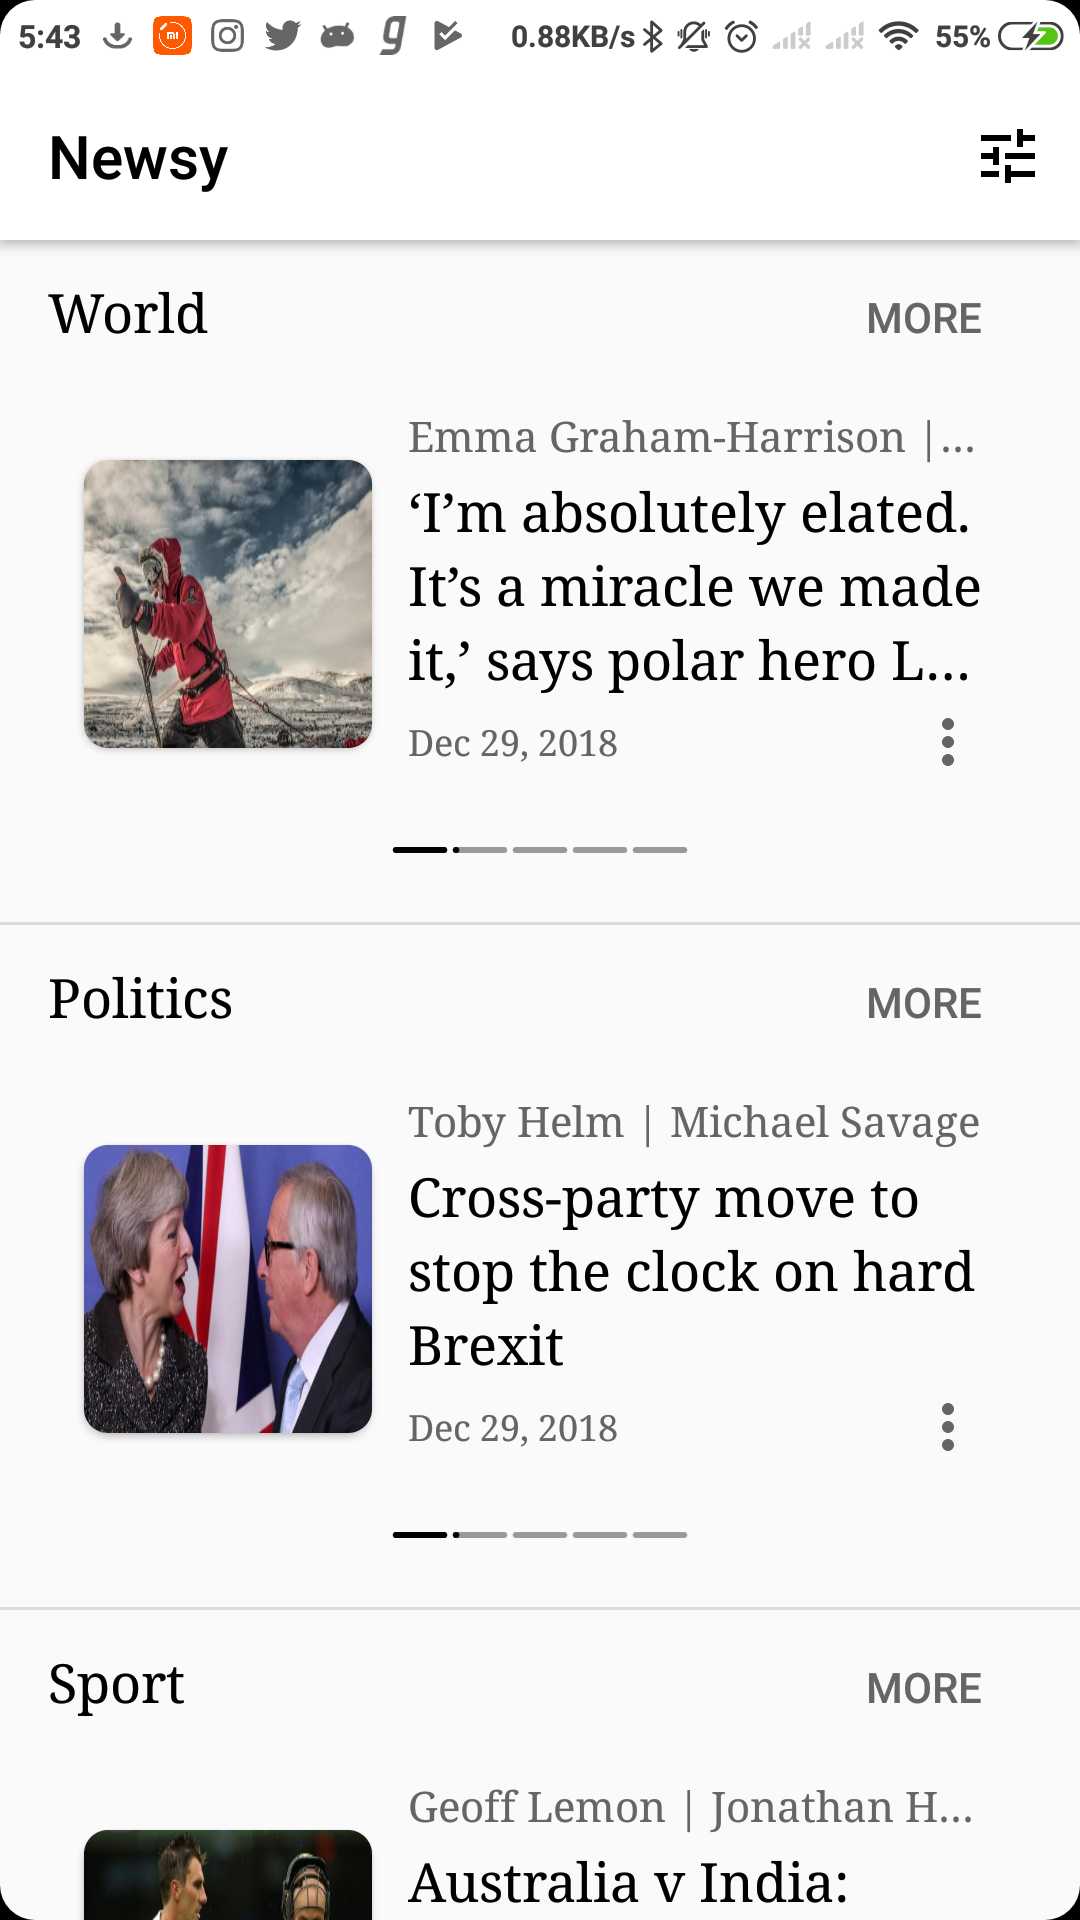 5:43 0.88KB/s 55%
Newsy
World MORE
Emma Graham-Harrison |...
‘I’m absolutely elated.
It’s a miracle we made
it,’ says polar hero L...
Dec 29, 2018
Politics MORE
Toby Helm | Michael Savage
Cross-party move to
stop the clock on hard
Brexit
Dec 29, 2018
Sport MORE
Geoff Lemon | Jonathan H...
Australia v India: